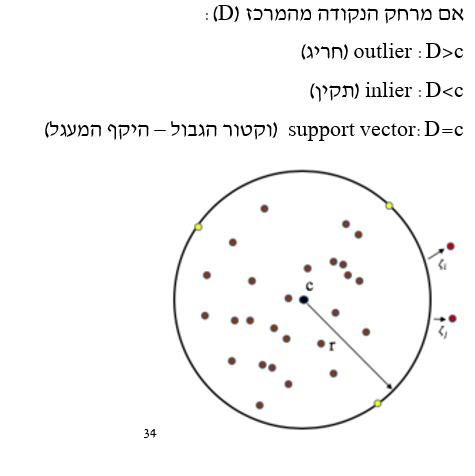 אם מרחק הנקודה מהמרכז (D):
D>c : outlier (חריג)
D<c : inlier (תקין)
D=c :support vector (וקטור הגבול – היקף המעגל)
c
r
ζi
ζj
34